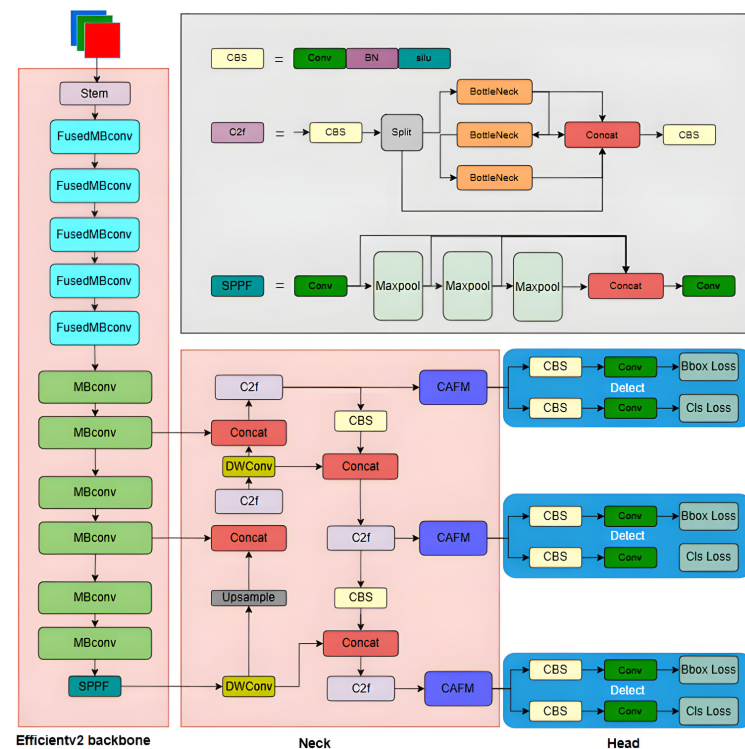 Stem
FusedMBconv
FusedMBconv
FusedMBconv
FusedMBconv
FusedMBconv
MBconv
MBconv
MBconv
MBconv
MBconv
MBconv
SPPF
Efficientv2 backbone
CBS = Conv BN silu
C2f = CBS Split BottleNeck BottleNeck BottleNeck Concat CBS
SPPF = Conv Maxpool Maxpool Maxpool Concat Conv
C2f
Concat
DWConv
C2f
Concat
Upsample
DWConv
CBS
Concat
C2f
CBS
Concat
C2f
CAFM
CAFM
CAFM
Neck
CBS Conv Bbox Loss
Detect
CBS Conv Cls Loss
CBS Conv Bbox Loss
Detect
CBS Conv Cls Loss
CBS Conv Bbox Loss
Detect
CBS Conv Cls Loss
Head